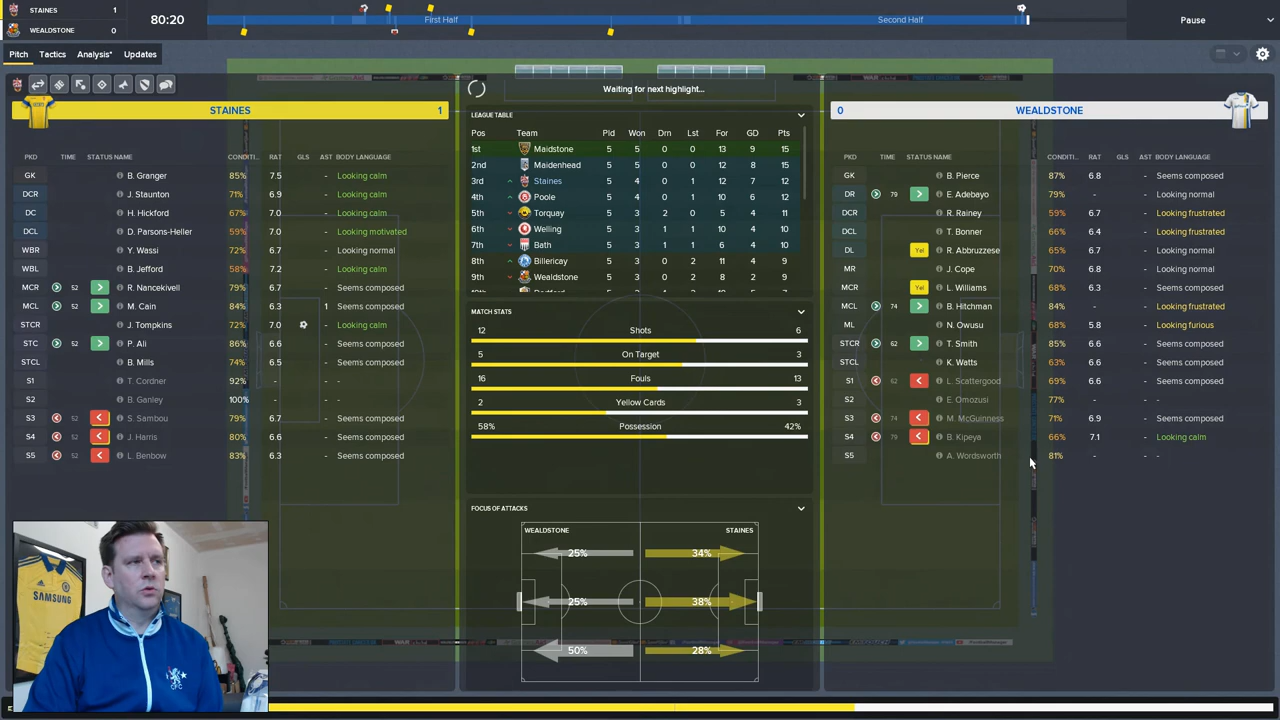 STAINES 1
WEALDSTONE 0
80:20
First Half
Second Half
Pause
Pitch Tactics Analysis* Updates
Waiting for next highlight...
STAINES 1
0 WEALDSTONE
PKD TIME STATUS NAME CONDITI... RAT GLS AST BODY LANGUAGE
GK B. Granger 85% 7.5 - Looking calm
DCR J. Staunton 71% 6.9 - Looking calm
DC H. Hickford 67% 7.0 - Looking calm
DCL D. Parsons-Heller 59% 7.0 - Looking motivated
WBR Y. Wassi 72% 6.7 - Looking normal
WBL B. Jefford 58% 7.2 - Looking calm
MCR 52 R. Nancekivell 79% 6.7 - Seems composed
MCL 52 M. Cain 84% 6.3 1 Seems composed
STCR J. Tompkins 72% 7.0 - Looking calm
STC 52 P. Ali 86% 6.6 - Seems composed
STCL B. Mills 74% 6.5 - Seems composed
S1 T. Cordner 92% - - -
S2 B. Ganley 100% - - -
S3 52 S. Sambou 79% 6.7 - Seems composed
S4 52 J. Harris 80% 6.6 - Seems composed
S5 52 L. Benbow 83% 6.3 - Seems composed
LEAGUE TABLE
Pos Team Pld Won Drn Lst For GD Pts
1st Maidstone 5 5 0 0 13 9 15
2nd Maidenhead 5 5 0 0 12 8 15
3rd Staines 5 4 0 1 12 7 12
4th Poole 5 4 0 1 10 6 12
5th Torquay 5 3 2 0 5 4 11
6th Welling 5 3 1 1 10 4 10
7th Bath 5 3 1 1 6 4 10
8th Billericay 5 3 0 2 11 4 9
9th Wealdstone 5 3 0 2 8 2 9
MATCH STATS
12 Shots 6
5 On Target 3
16 Fouls 13
2 Yellow Cards 3
58% Possession 42%
FOCUS OF ATTACKS
WEALDSTONE STAINES
25% 34%
25% 38%
50% 28%
PKD TIME STATUS NAME CONDITI... RAT GLS AST BODY LANGUAGE
GK B. Pierce 87% 6.8 - Seems composed
DR 79 E. Adebayo 79% - - Looking normal
DCR R. Rainey 59% 6.7 - Looking frustrated
DCL T. Bonner 66% 6.4 - Looking frustrated
DL Yel R. Abbruzzese 65% 6.7 - Looking normal
MR J. Cope 70% 6.8 - Seems composed
MCR Yel L. Williams 68% 6.3 - Seems composed
MCL 74 B. Hitchman 84% - - Looking frustrated
ML N. Owusu 68% 5.8 - Looking furious
STCR 62 T. Smith 85% 6.6 - Seems composed
STCL K. Watts 63% 6.6 - Seems composed
S1 62 L. Scattergood 69% 6.6 - Seems composed
S2 E. Omozusi 77% - - -
S3 74 M. McGuinness 71% 6.9 - Seems composed
S4 79 B. Kipeya 66% 7.1 - Looking calm
S5 A. Wordsworth 81% - - -
SAMSUNG
CFC